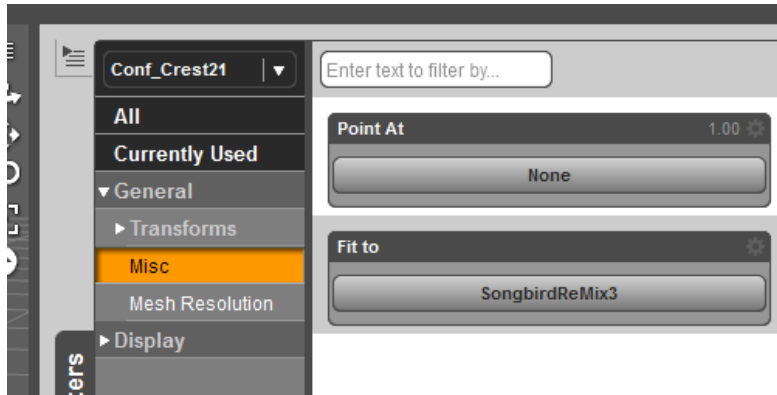 Conf_Crest21
Enter text to filter by...
All
Currently Used
General
Transforms
Misc
Mesh Resolution
Display
Point At 1.00
None
Fit to
SongbirdReMix3